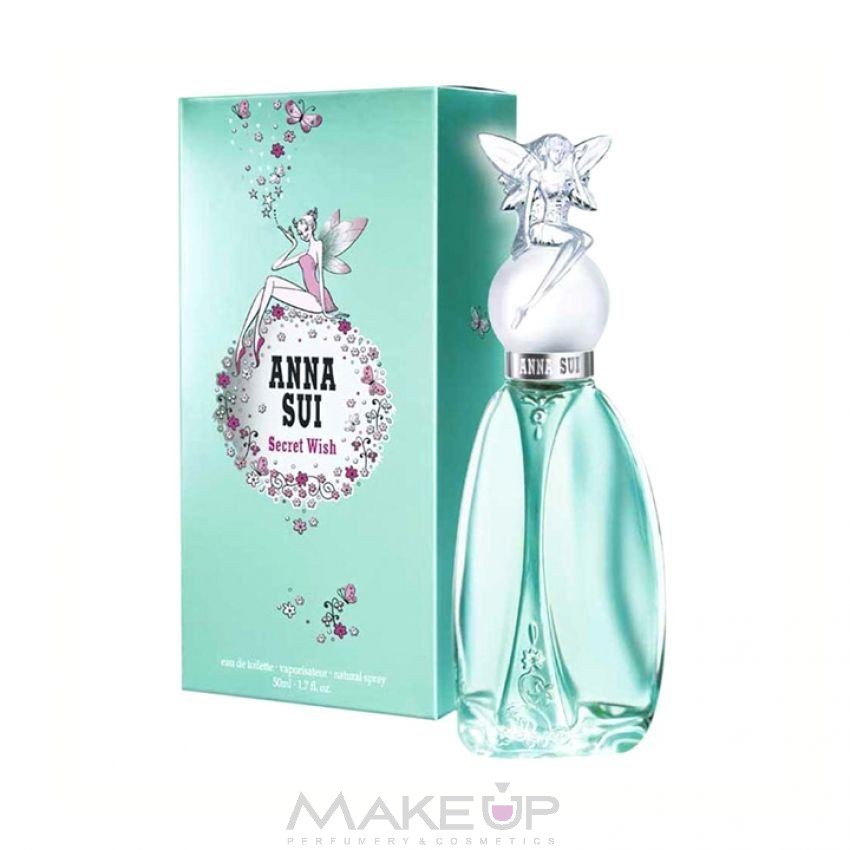 ANNA
SUI
Secret Wish
eau de toilette · vaporisateur · natural spray
50ml · 1.7 fl. oz.
ANNA SUI
MAKEUP
PERFUMERY & COSMETICS